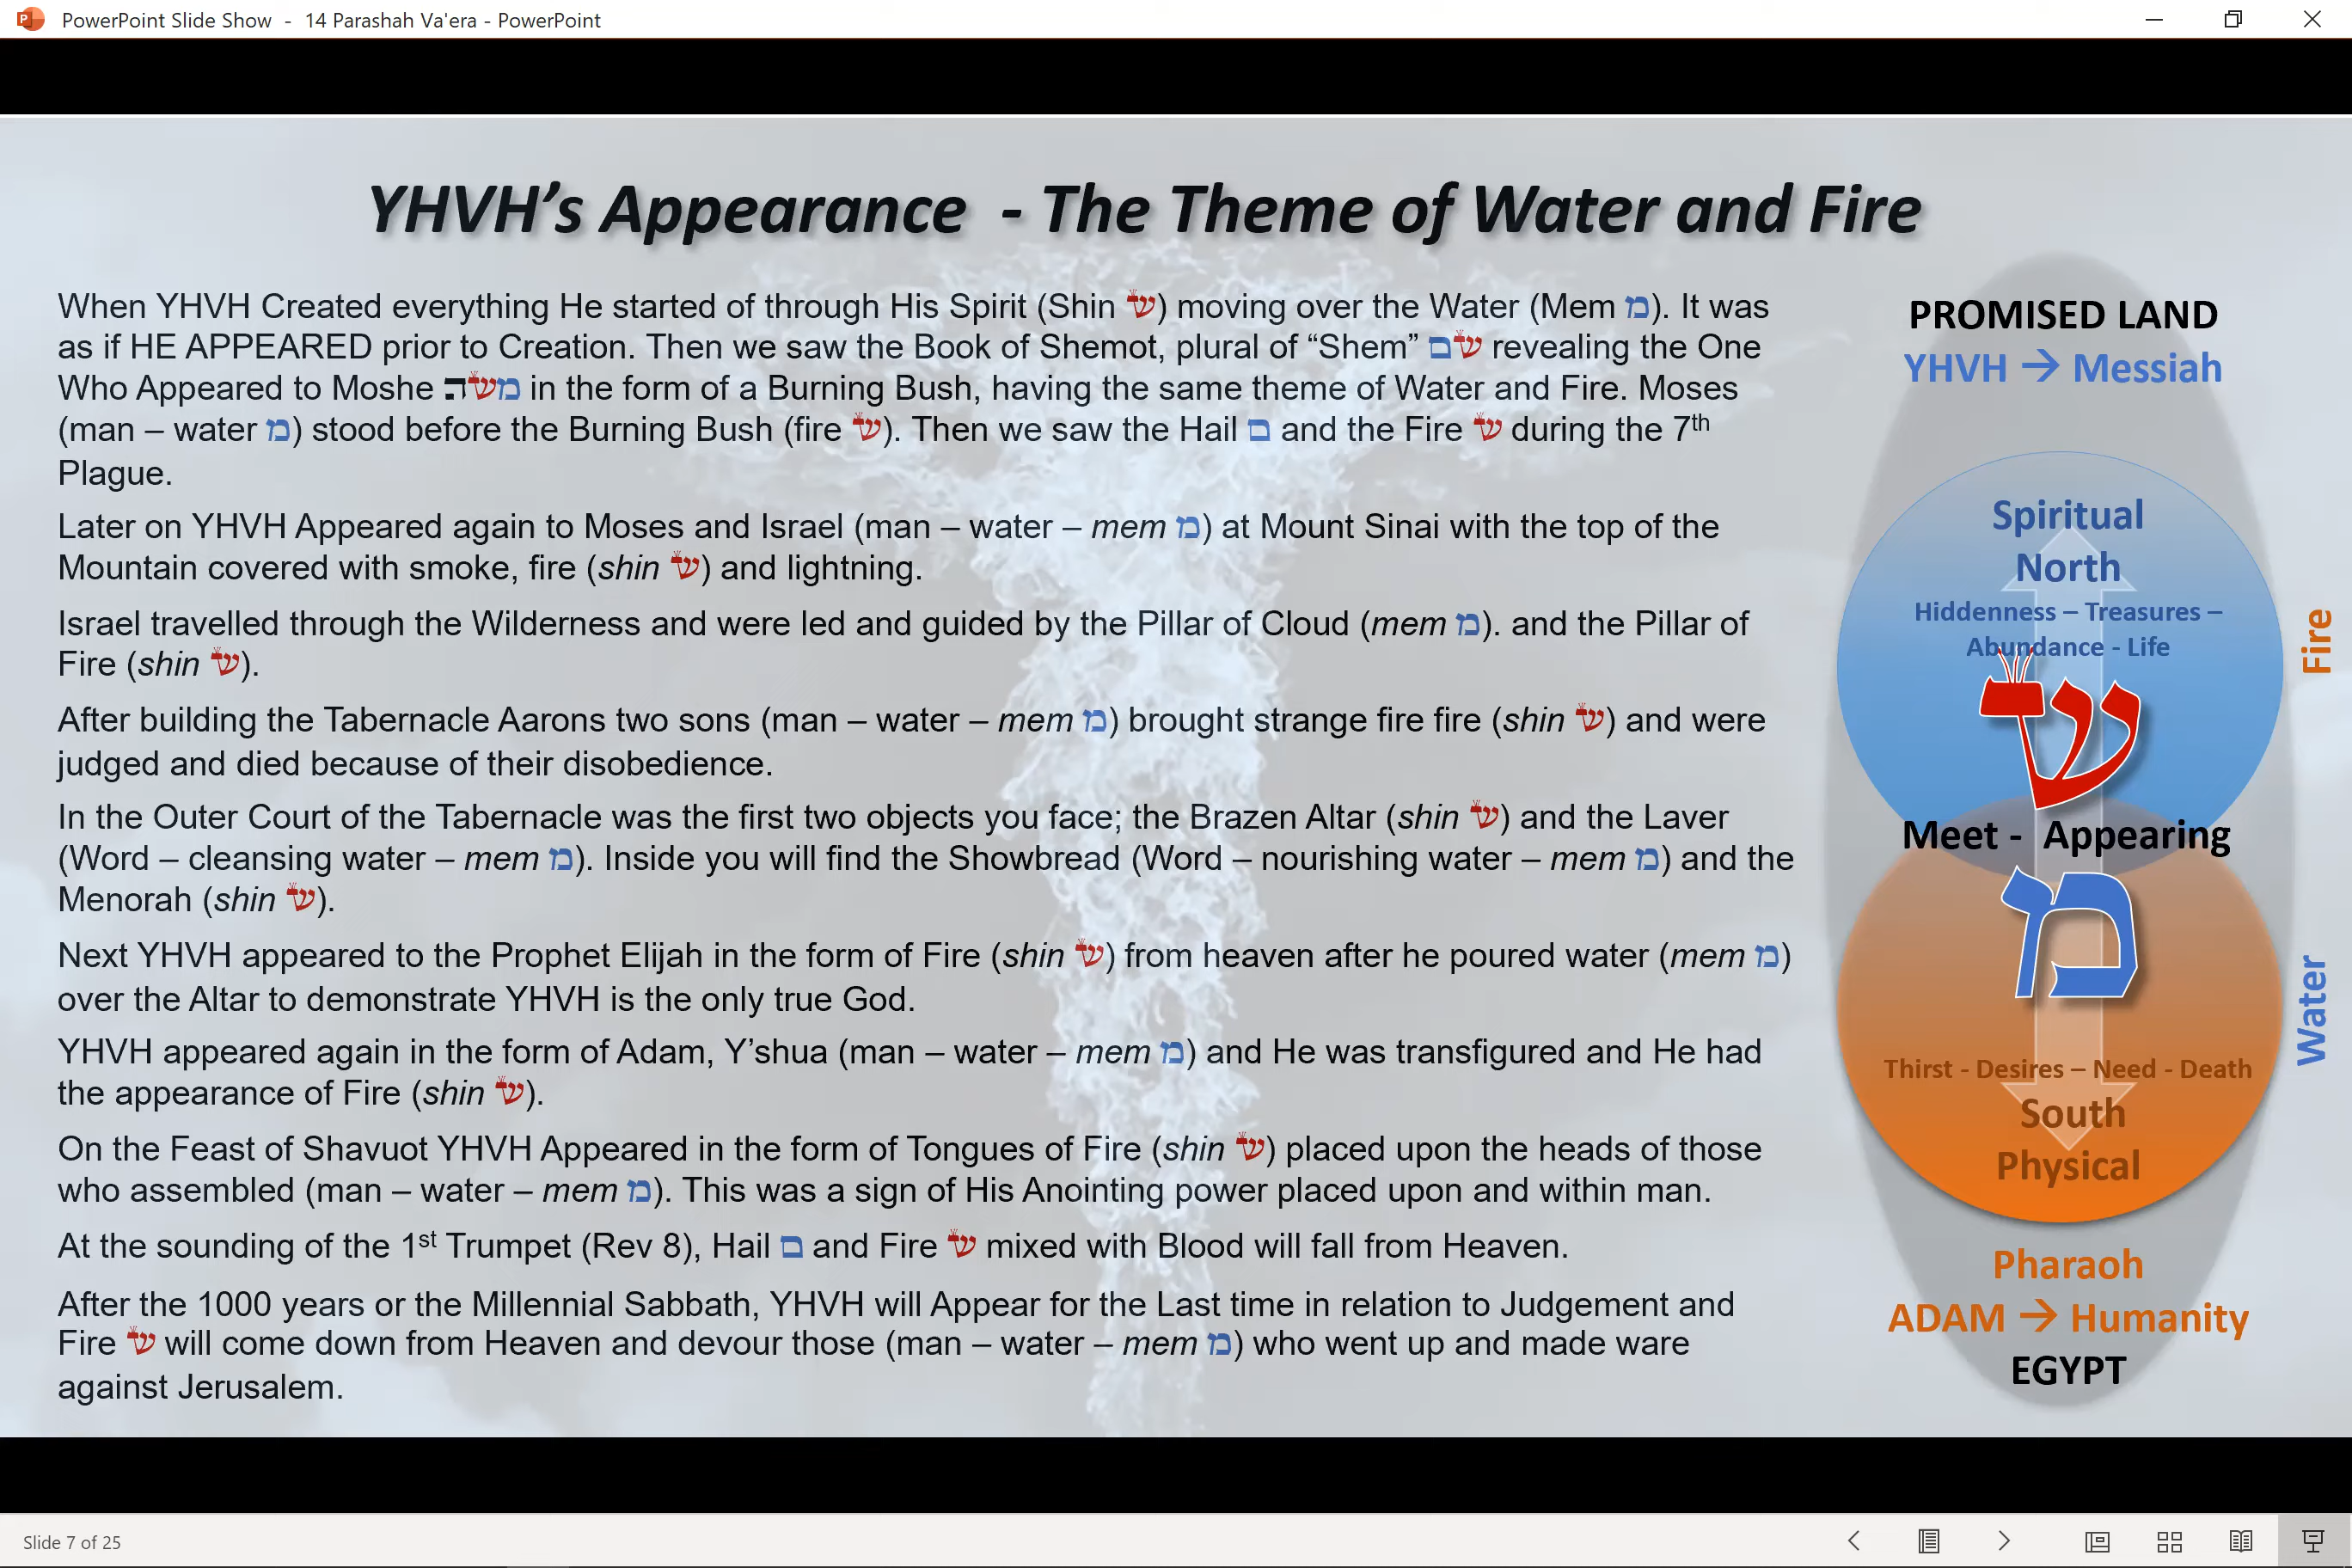 PowerPoint Slide Show - 14 Parashah Va'era - PowerPoint
YHVH’s Appearance - The Theme of Water and Fire
When YHVH Created everything He started of through His Spirit (Shin ש) moving over the Water (Mem מ). It was
as if HE APPEARED prior to Creation. Then we saw the Book of Shemot, plural of “Shem” שם revealing the One
Who Appeared to Moshe משה in the form of a Burning Bush, having the same theme of Water and Fire. Moses
(man – water מ) stood before the Burning Bush (fire ש). Then we saw the Hail ם and the Fire ש during the 7th
Plague.
Later on YHVH Appeared again to Moses and Israel (man – water – mem מ) at Mount Sinai with the top of the
Mountain covered with smoke, fire (shin ש) and lightning.
Israel travelled through the Wilderness and were led and guided by the Pillar of Cloud (mem מ). and the Pillar of
Fire (shin ש).
After building the Tabernacle Aarons two sons (man – water – mem מ) brought strange fire fire (shin ש) and were
judged and died because of their disobedience.
In the Outer Court of the Tabernacle was the first two objects you face; the Brazen Altar (shin ש) and the Laver
(Word – cleansing water – mem מ). Inside you will find the Showbread (Word – nourishing water – mem מ) and the
Menorah (shin ש).
Next YHVH appeared to the Prophet Elijah in the form of Fire (shin ש) from heaven after he poured water (mem מ)
over the Altar to demonstrate YHVH is the only true God.
YHVH appeared again in the form of Adam, Y’shua (man – water – mem מ) and He was transfigured and He had
the appearance of Fire (shin ש).
On the Feast of Shavuot YHVH Appeared in the form of Tongues of Fire (shin ש) placed upon the heads of those
who assembled (man – water – mem מ). This was a sign of His Anointing power placed upon and within man.
At the sounding of the 1st Trumpet (Rev 8), Hail ם and Fire ש mixed with Blood will fall from Heaven.
After the 1000 years or the Millennial Sabbath, YHVH will Appear for the Last time in relation to Judgement and
Fire ש will come down from Heaven and devour those (man – water – mem מ) who went up and made ware
against Jerusalem.
PROMISED LAND
YHVH → Messiah
Spiritual
North
Hiddenness – Treasures –
Abundance - Life
ש
Fire
Meet - Appearing
מ
Water
Thirst - Desires – Need - Death
South
Physical
Pharaoh
ADAM → Humanity
EGYPT
Slide 7 of 25